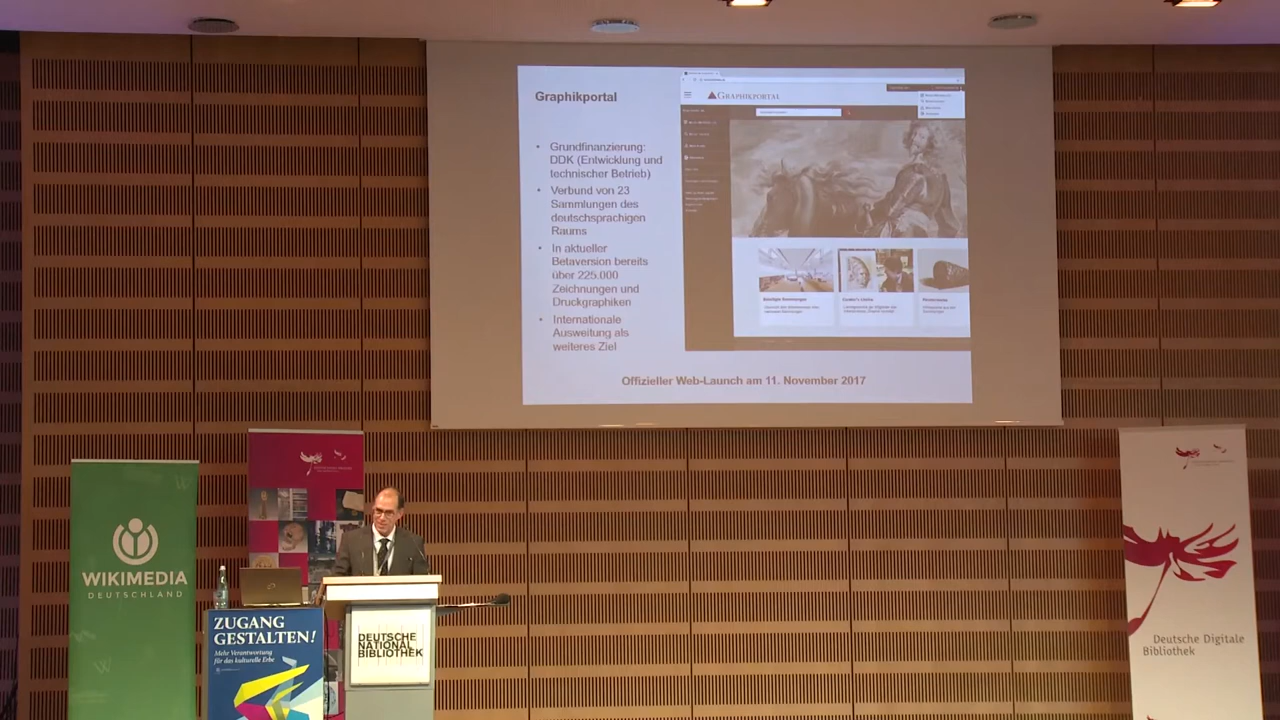 Graphikportal
• Grundfinanzierung:
DDK (Entwicklung und
technischer Betrieb)
• Verbund von 23
Sammlungen des
deutschsprachigen
Raums
• In aktueller
Betaversion bereits
über 225.000
Zeichnungen und
Druckgraphiken
• Internationale
Ausweitung als
weiteres Ziel
GRAPHIKPORTAL
Offizieller Web-Launch am 11. November 2017
WIKIMEDIA
DEUTSCHLAND
ZUGANG
GESTALTEN!
Mehr Verantwortung
für das kulturelle Erbe
DEUTSCHE
NATIONAL
BIBLIOTHEK
Deutsche Digitale
Bibliothek